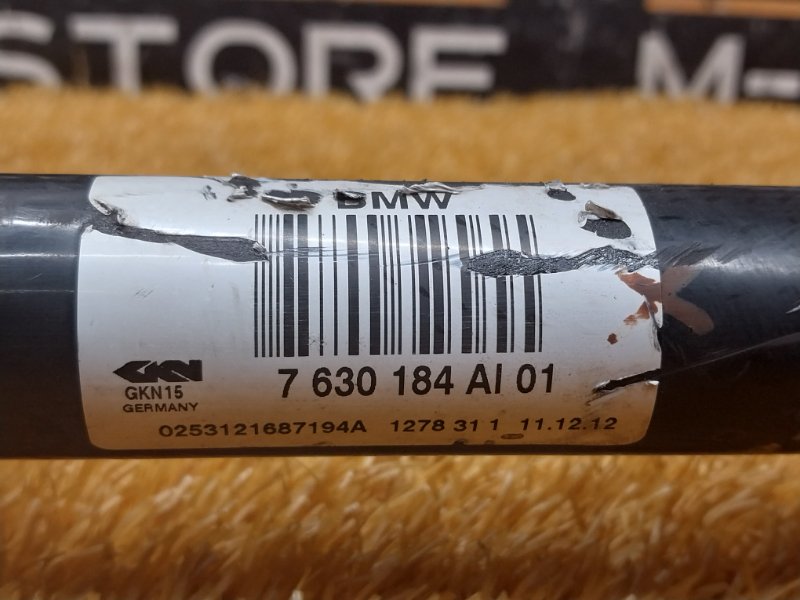 STORE M-
BMW
GKN
7 630 184 AI 01
GKN15
GERMANY
0253121687194A 1278 31 1 11.12.12